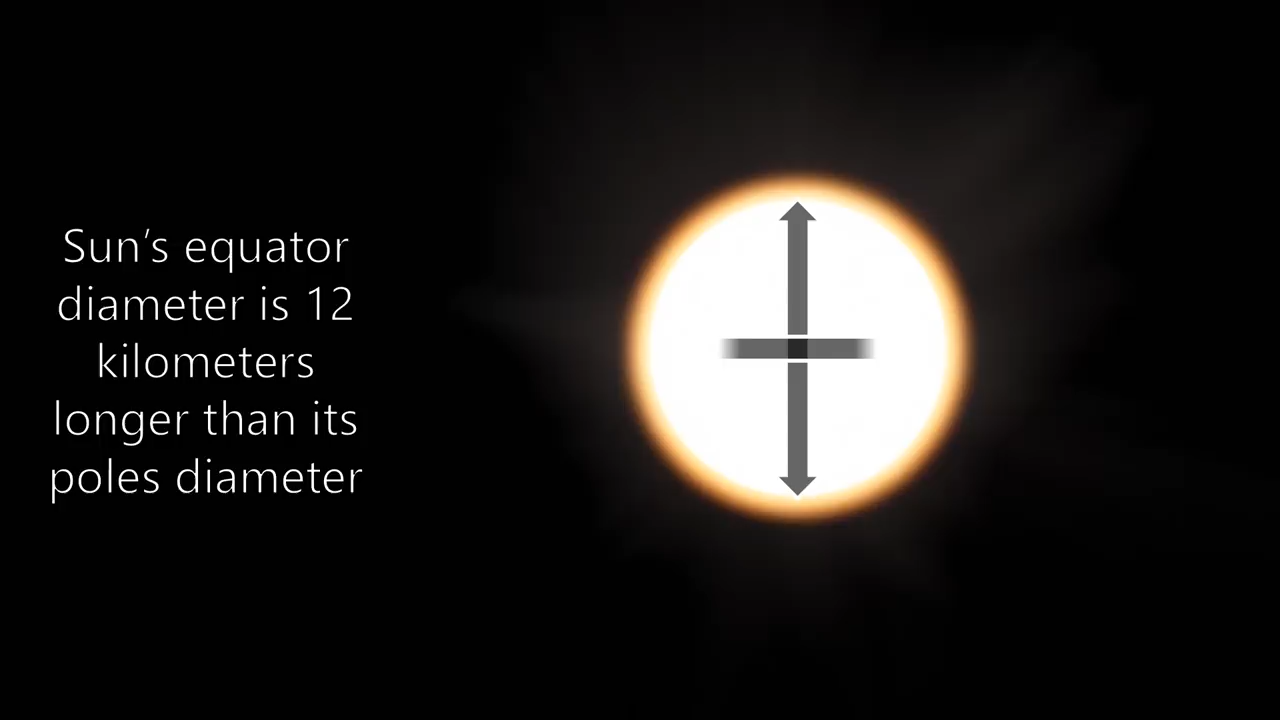 Sun’s equator
diameter is 12
kilometers
longer than its
poles diameter